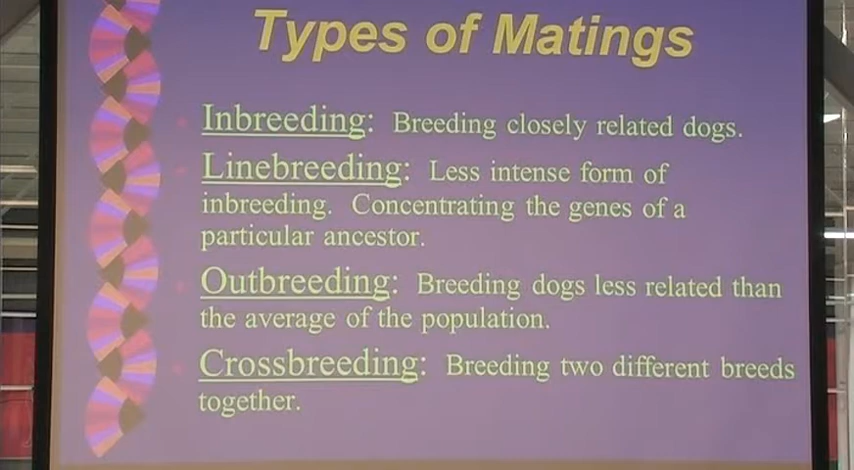 Types of Matings
Inbreeding: Breeding closely related dogs.
Linebreeding: Less intense form of
inbreeding. Concentrating the genes of a
particular ancestor.
Outbreeding: Breeding dogs less related than
the average of the population.
Crossbreeding: Breeding two different breeds
together.